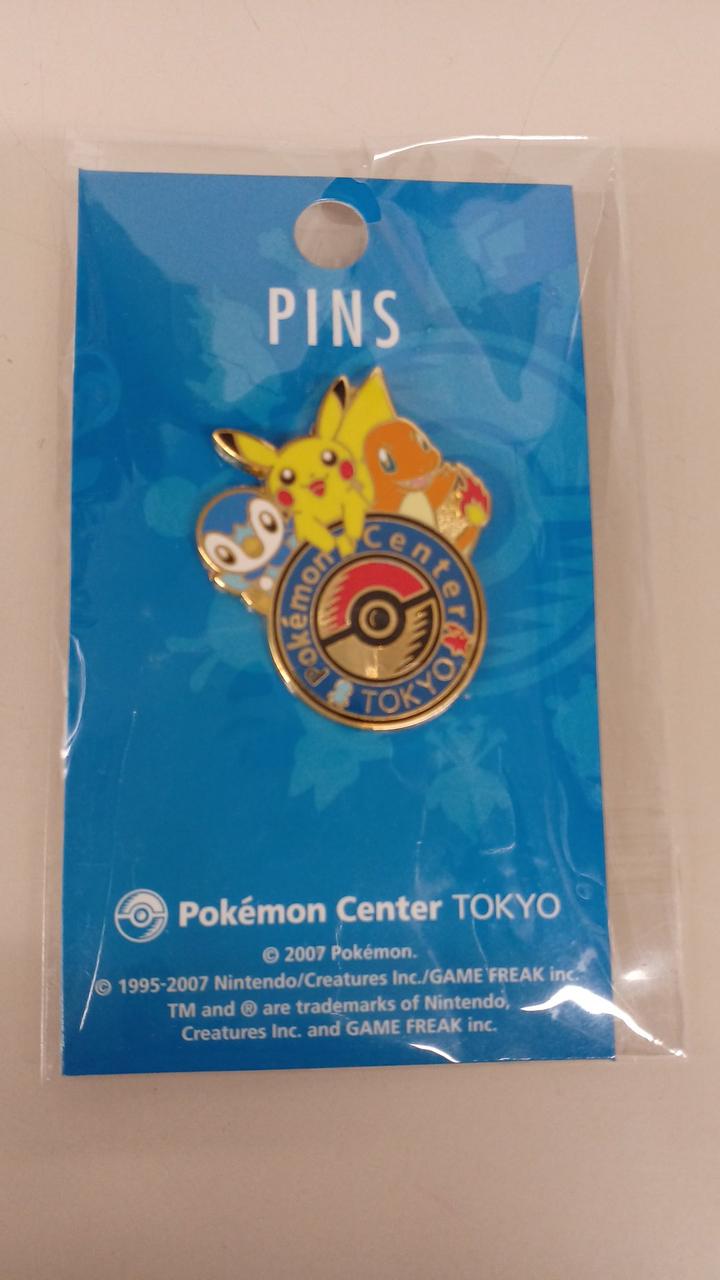 PINS
Pokémon Center
TOKYO
Pokémon Center TOKYO
© 2007 Pokémon.
© 1995-2007 Nintendo/Creatures Inc./GAME FREAK inc.
TM and ® are trademarks of Nintendo,
Creatures Inc. and GAME FREAK inc.